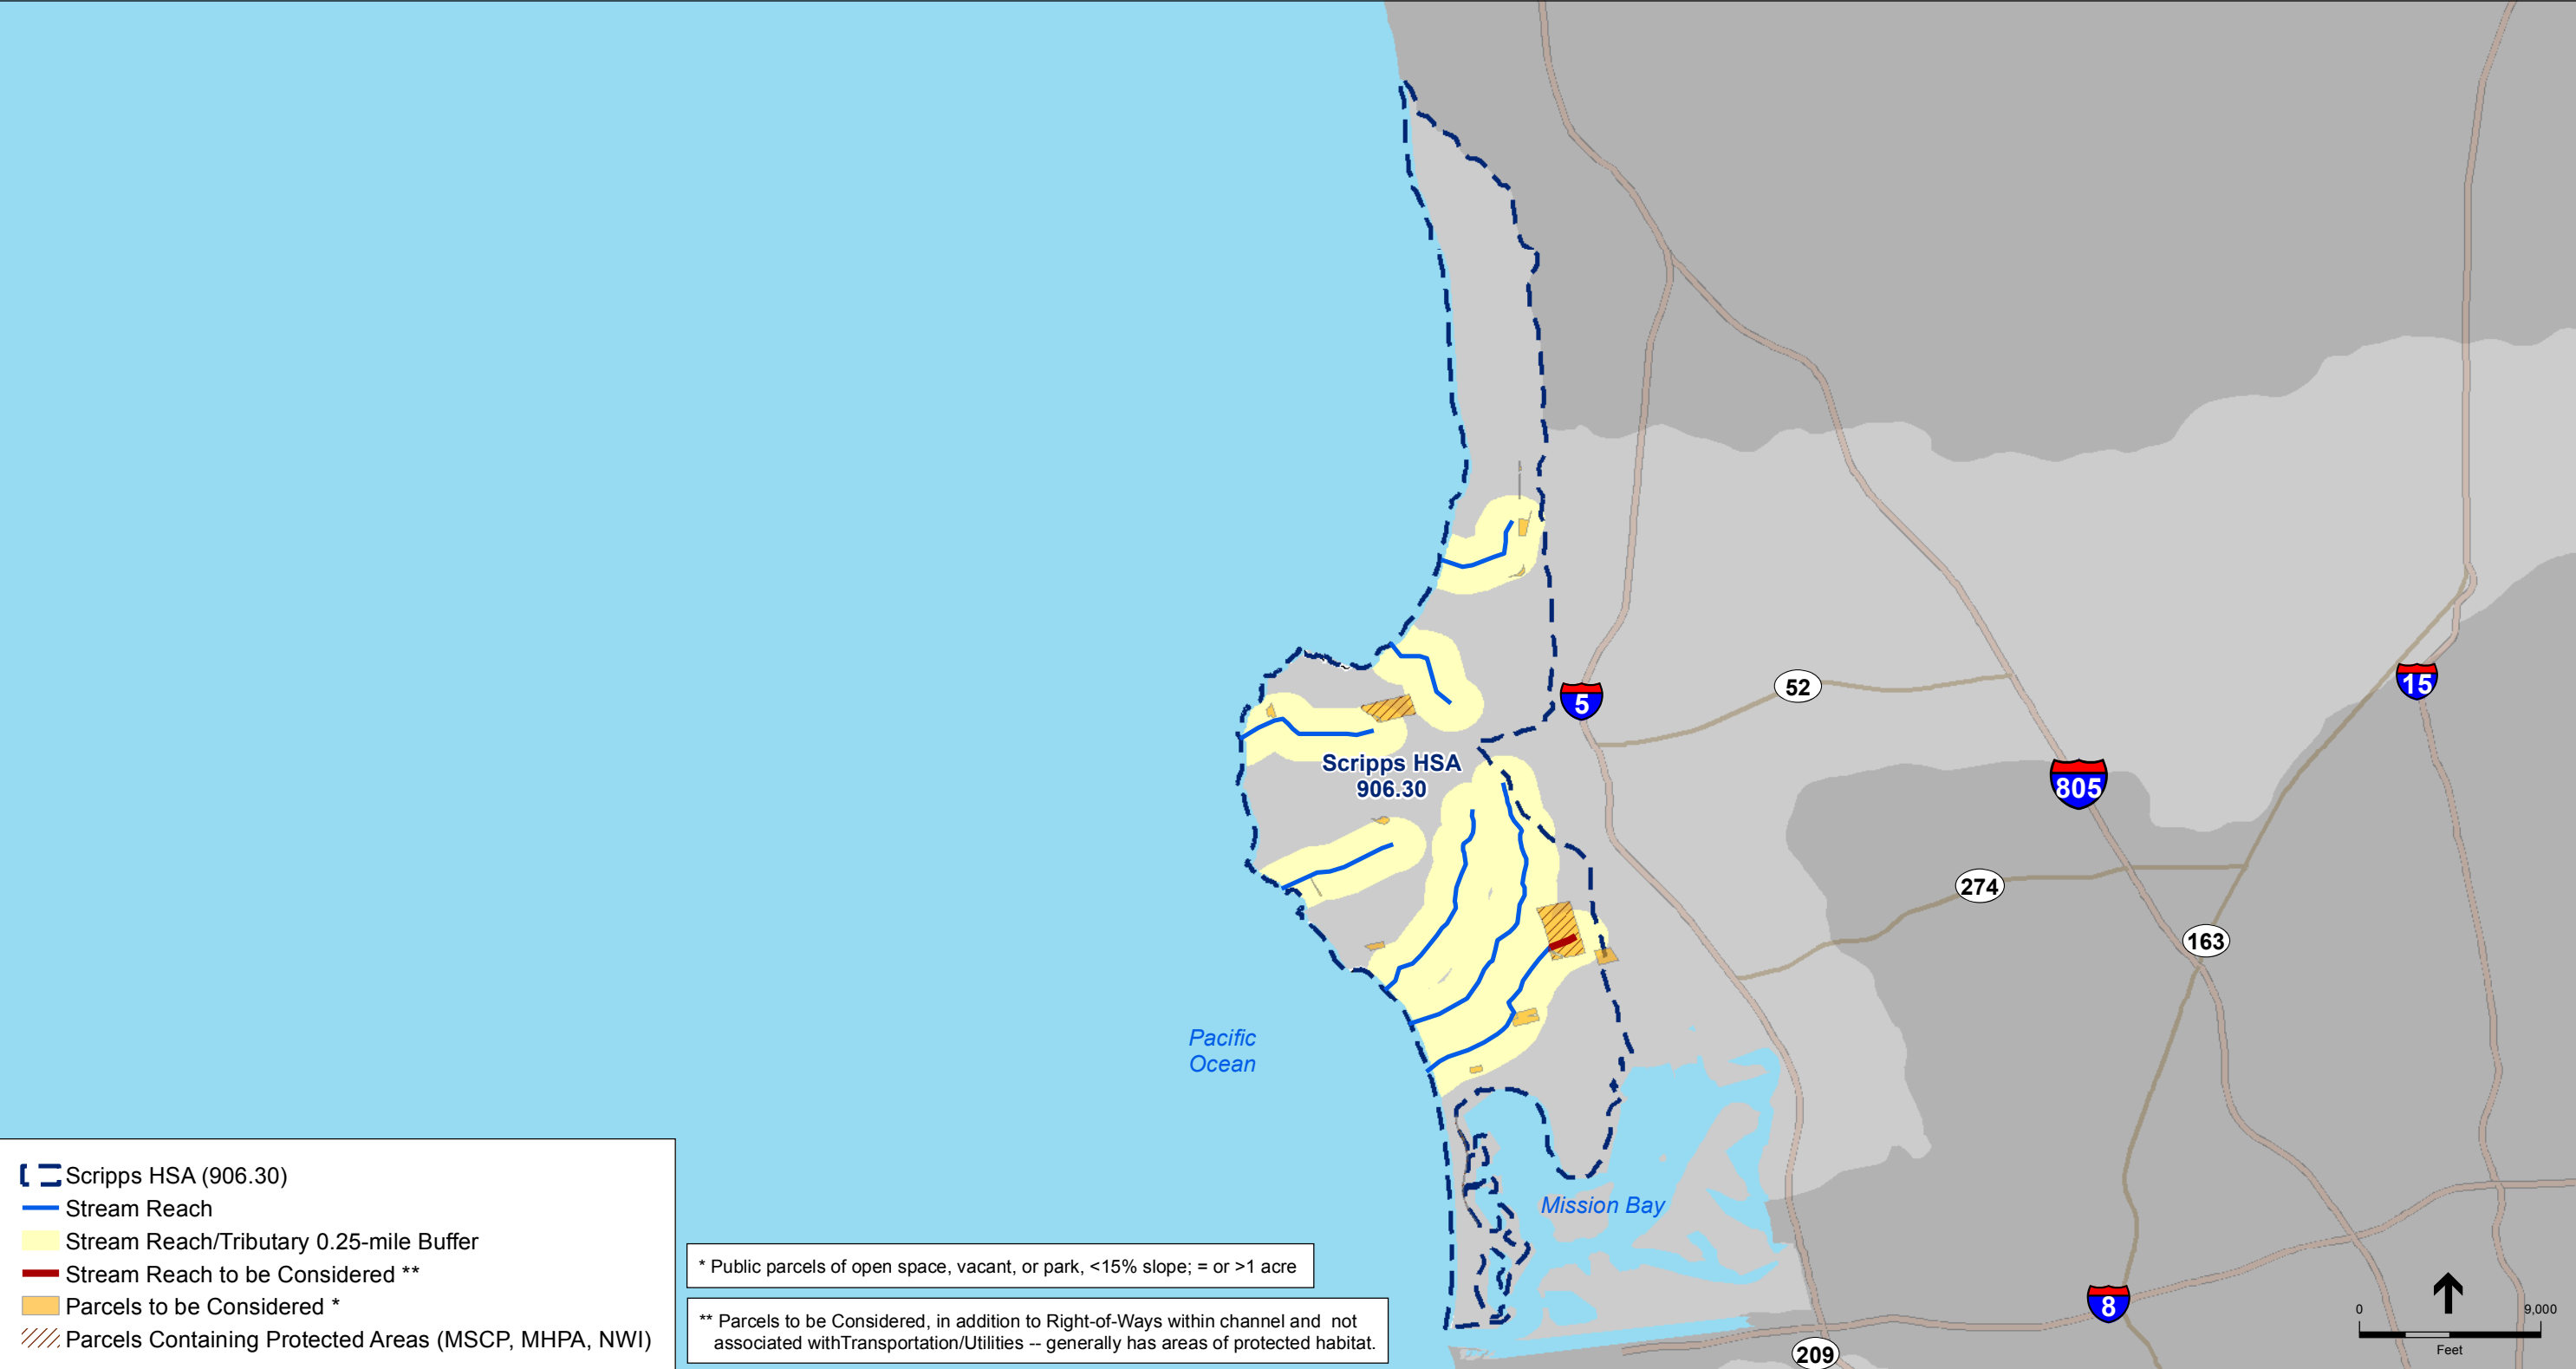 5
52
15
Scripps HSA
906.30
805
274
163
Pacific
Ocean
Mission Bay
Scripps HSA (906.30)
Stream Reach
Stream Reach/Tributary 0.25-mile Buffer
Stream Reach to be Considered **
Parcels to be Considered *
Parcels Containing Protected Areas (MSCP, MHPA, NWI)
* Public parcels of open space, vacant, or park, <15% slope; = or >1 acre
** Parcels to be Considered, in addition to Right-of-Ways within channel and not
associated withTransportation/Utilities -- generally has areas of protected habitat.
8
209
0 9,000
Feet